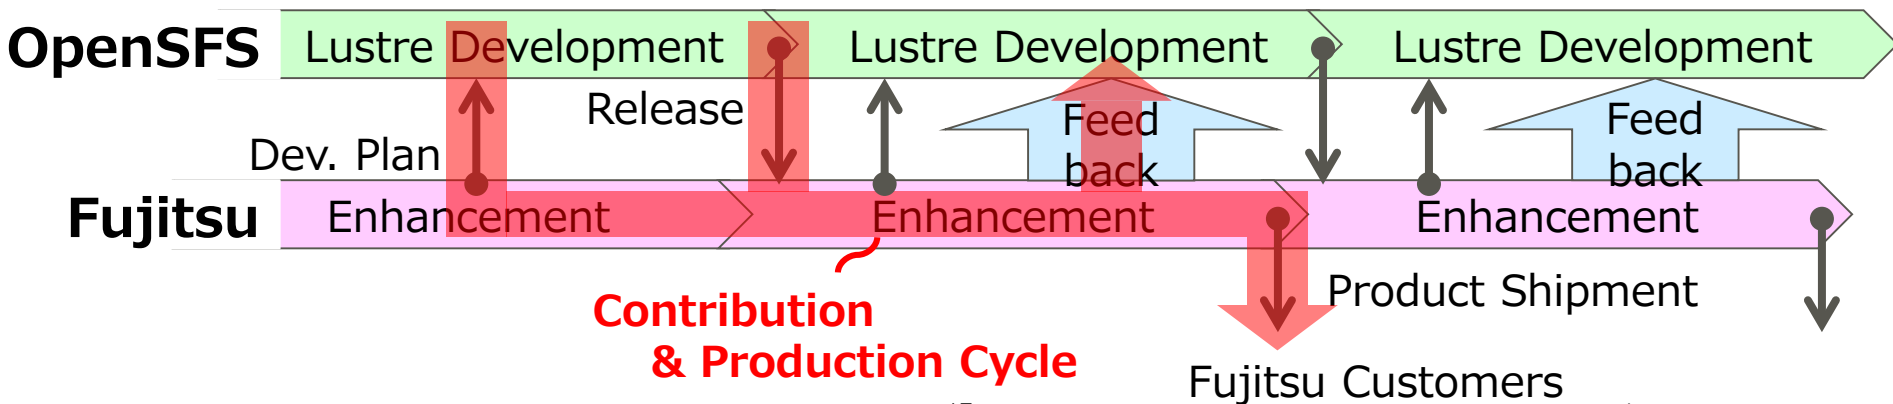 OpenSFS
Lustre Development
Lustre Development
Lustre Development
Release
Feed
back
Feed
back
Dev. Plan
Fujitsu
Enhancement
Enhancement
Enhancement
Contribution
& Production Cycle
Product Shipment
Fujitsu Customers